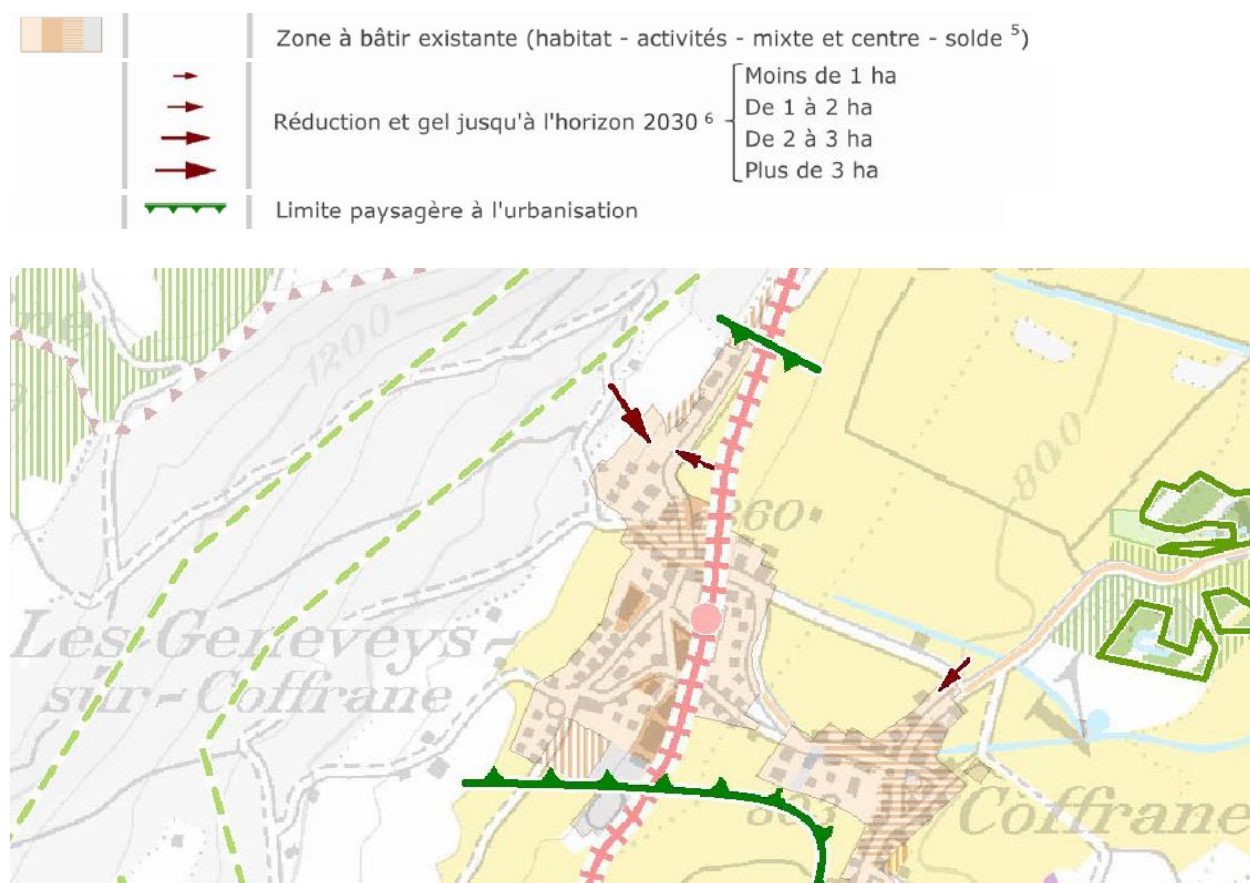 Zone à bâtir existante (habitat - activités - mixte et centre - solde 5)
Réduction et gel jusqu'à l'horizon 2030 6
Moins de 1 ha
De 1 à 2 ha
De 2 à 3 ha
Plus de 3 ha
Limite paysagère à l'urbanisation
800
860
Les Geneveys -
sur - Coffrane
Coffrane